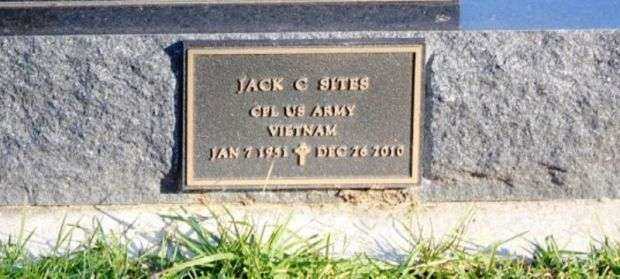 JACK C SITES
CPL US ARMY
VIETNAM
JAN 7 1951 DEC 26 2010